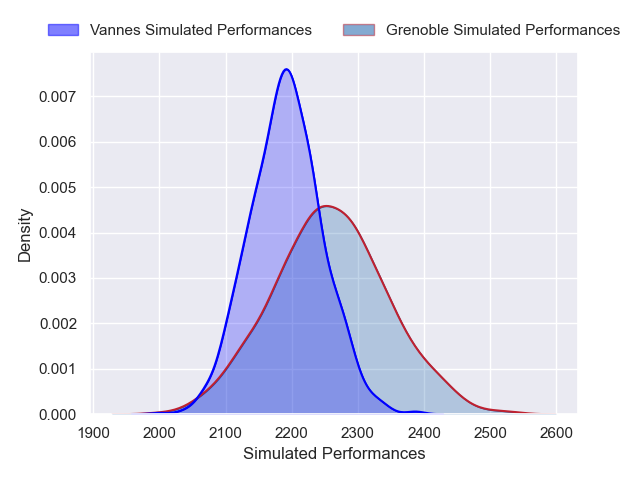 Vannes Simulated Performances
Grenoble Simulated Performances
0.007
0.006
0.005
0.004
0.003
0.002
0.001
0.000
Density
1900 2000 2100 2200 2300 2400 2500 2600
Simulated Performances